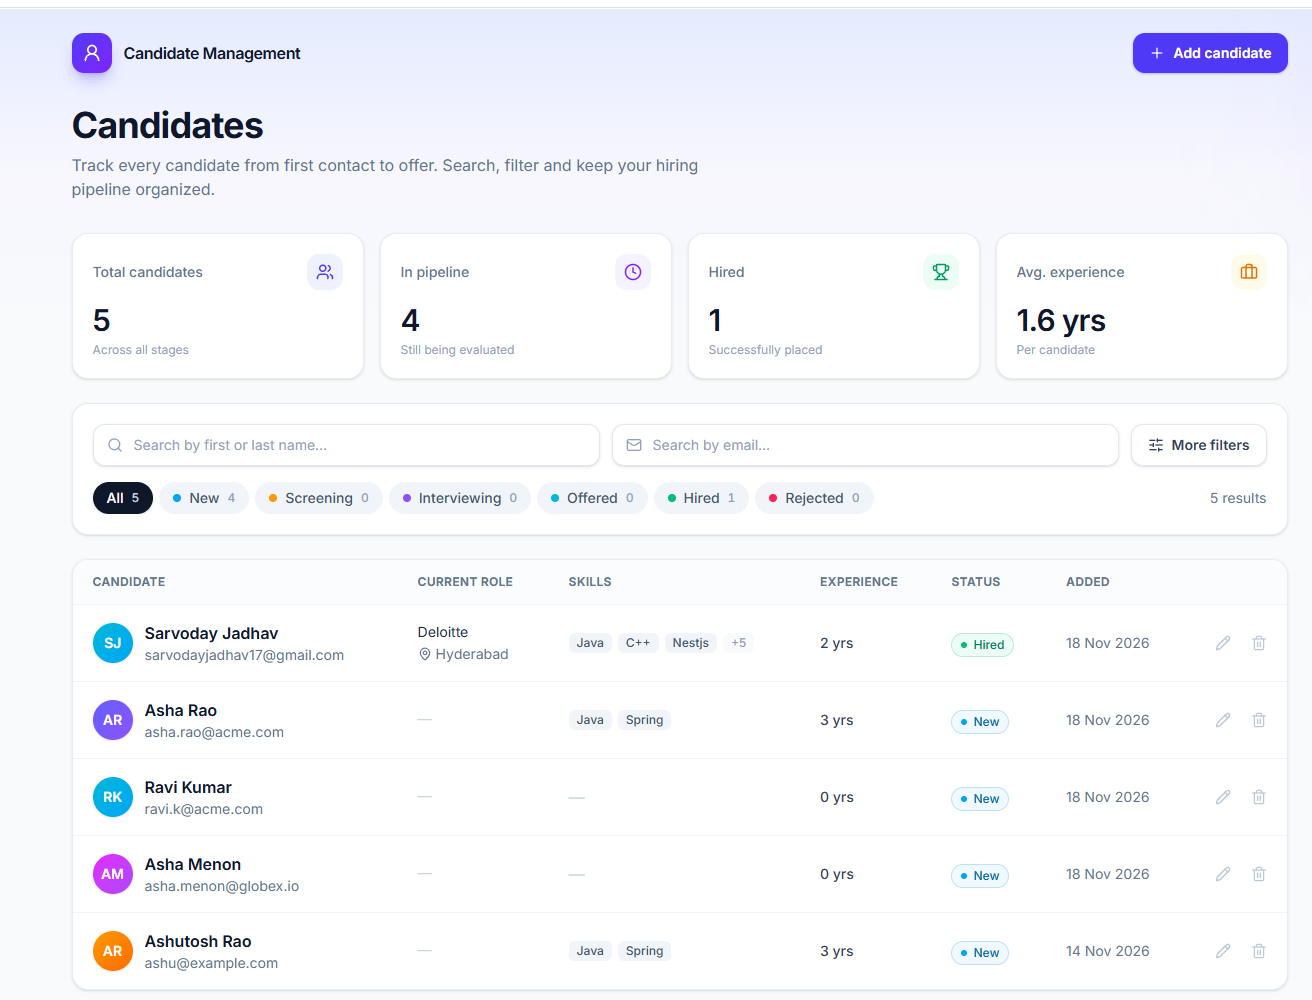 Candidate Management
Add candidate
Candidates
Track every candidate from first contact to offer. Search, filter and keep your hiring
pipeline organized.
Total candidates
5
Across all stages
In pipeline
4
Still being evaluated
Hired
1
Successfully placed
Avg. experience
1.6 yrs
Per candidate
Search by first or last name...
Search by email...
More filters
All 5
New 4
Screening 0
Interviewing 0
Offered 0
Hired 1
Rejected 0
5 results
CANDIDATE CURRENT ROLE SKILLS EXPERIENCE STATUS ADDED
SJ
Sarvoday Jadhav
sarvodayjadhav17@gmail.com
Deloitte
Hyderabad
Java C++ Nestjs +5
2 yrs
Hired
18 Nov 2026
AR
Asha Rao
asha.rao@acme.com
—
Java Spring
3 yrs
New
18 Nov 2026
RK
Ravi Kumar
ravi.k@acme.com
—
—
0 yrs
New
18 Nov 2026
AM
Asha Menon
asha.menon@globex.io
—
—
0 yrs
New
18 Nov 2026
AR
Ashutosh Rao
ashu@example.com
—
Java Spring
3 yrs
New
14 Nov 2026